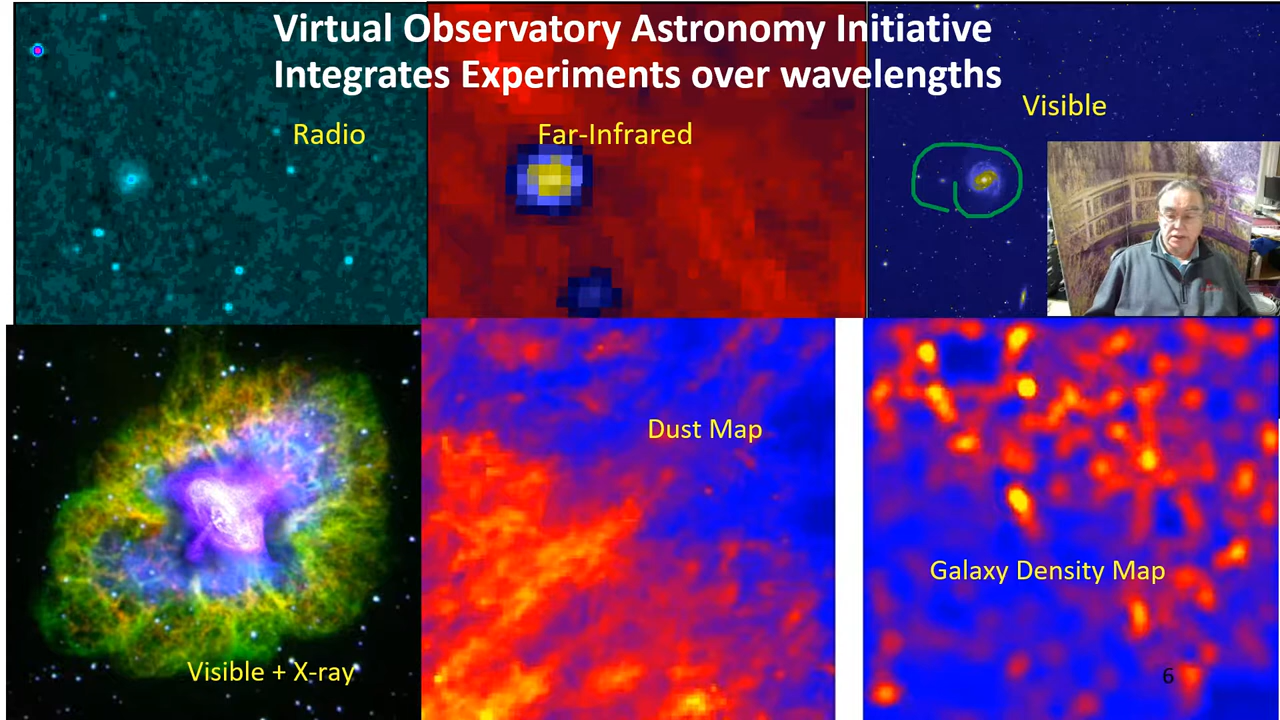 Virtual Observatory Astronomy Initiative
Integrates Experiments over wavelengths
Radio
Far-Infrared
Visible
Dust Map
Galaxy Density Map
Visible + X-ray
6